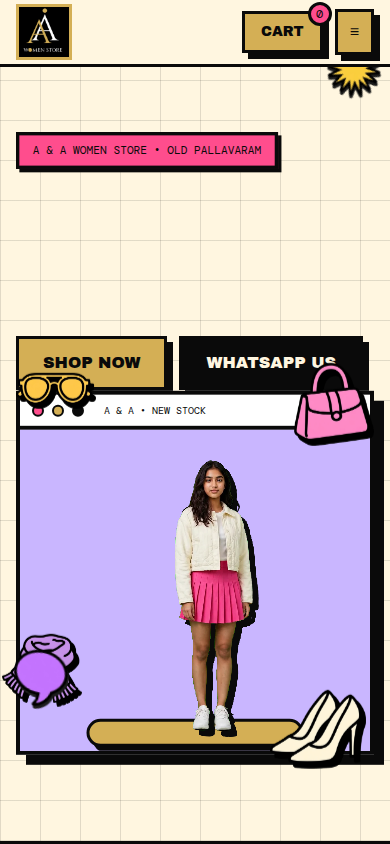 WOMEN STORE
CART
0
≡
A & A WOMEN STORE • OLD PALLAVARAM
SHOP NOW
WHATSAPP US
A & A • NEW STOCK